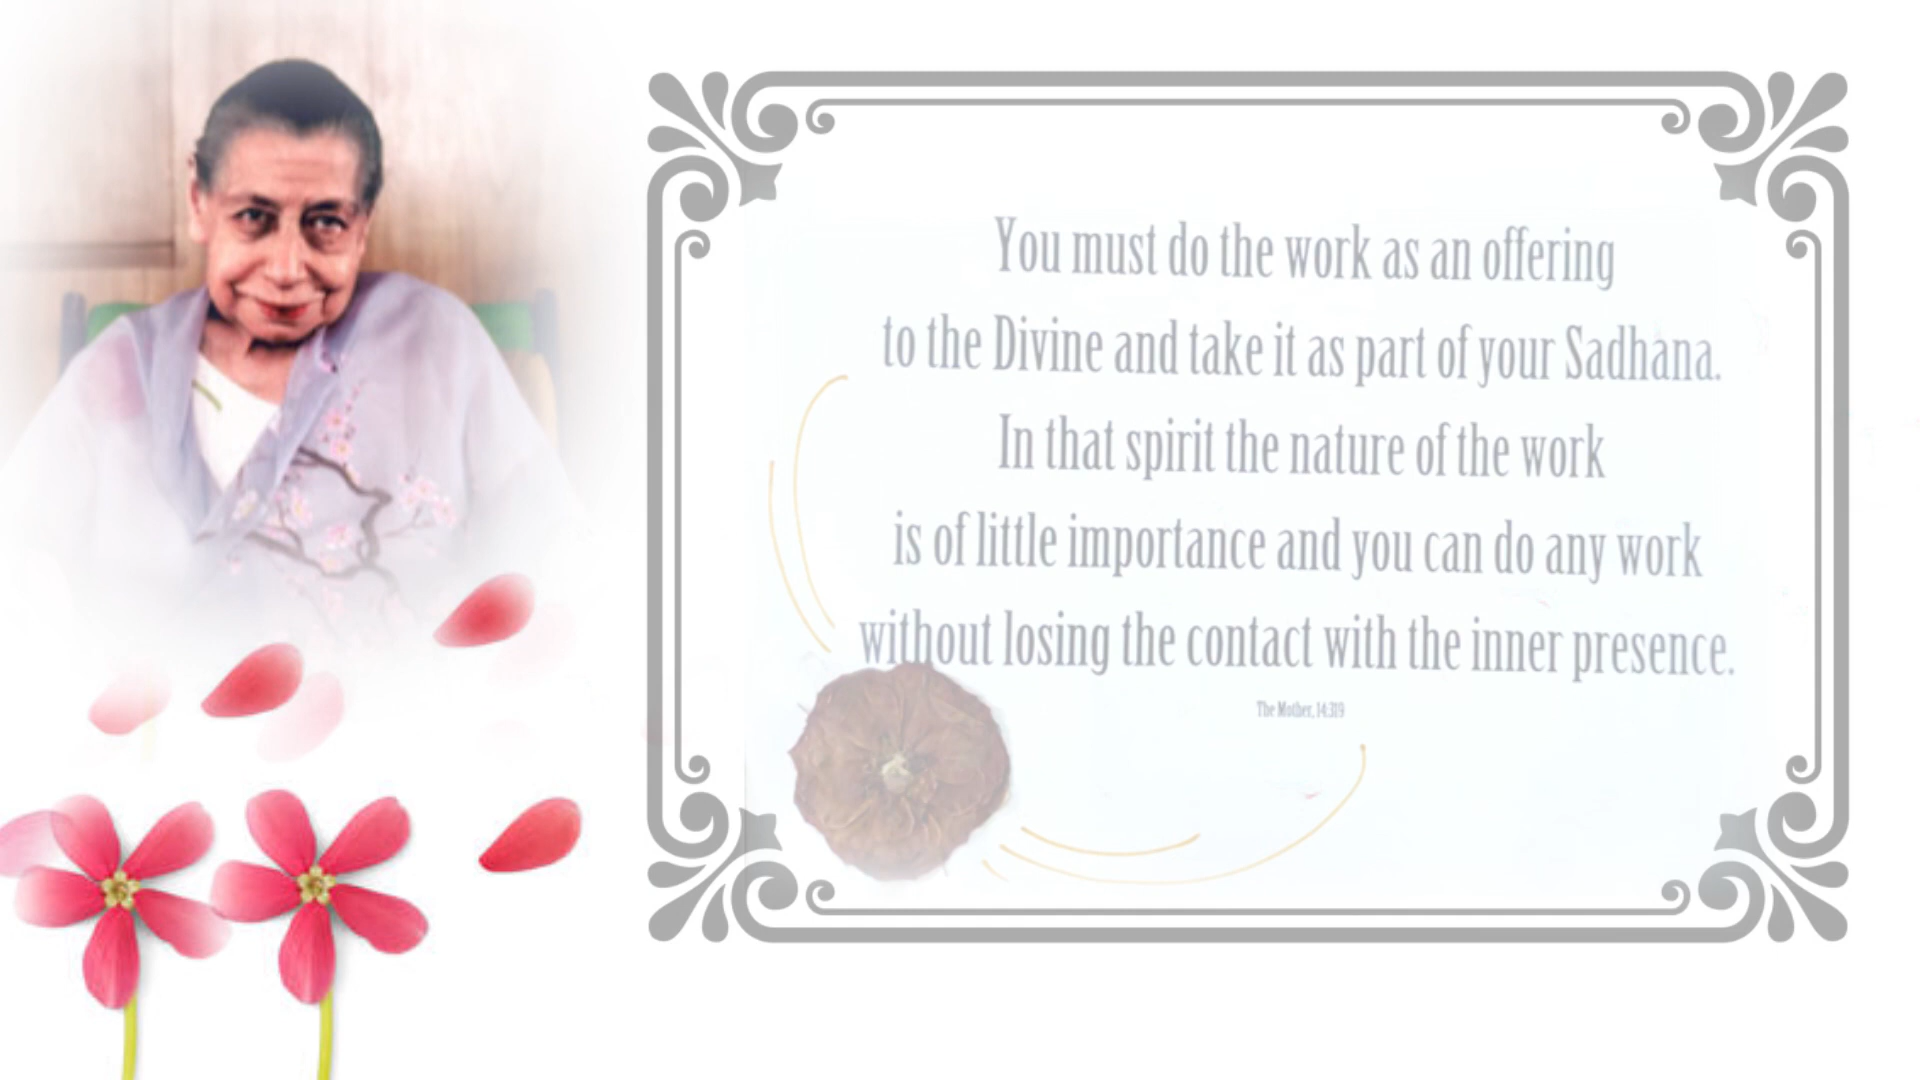 You must do the work as an offering
to the Divine and take it as part of your Sadhana.
In that spirit the nature of the work
is of little importance and you can do any work
without losing the contact with the inner presence.
The Mother, 14:319